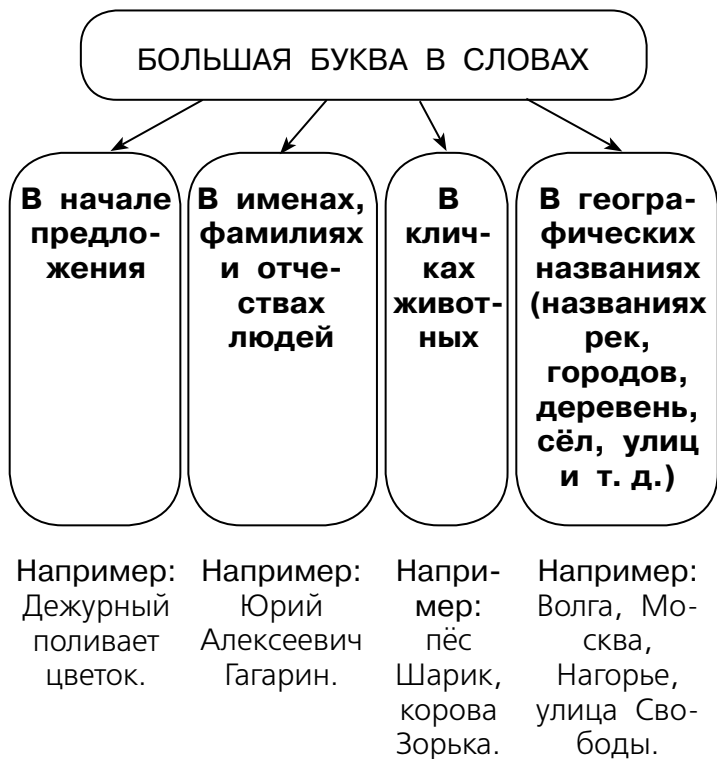 БОЛЬШАЯ БУКВА В СЛОВАХ
В начале
предло-
жения
В именах,
фамилиях
и отче-
ствах
людей
В
клич-
ках
живот-
ных
В геогра-
фических
названиях
(названиях
рек,
городов,
деревень,
сёл, улиц
и т. д.)
Например:
Дежурный
поливает
цветок.
Например:
Юрий
Алексеевич
Гагарин.
Напри-
мер:
пёс
Шарик,
корова
Зорька.
Например:
Волга, Мо-
сква,
Нагорье,
улица Сво-
боды.